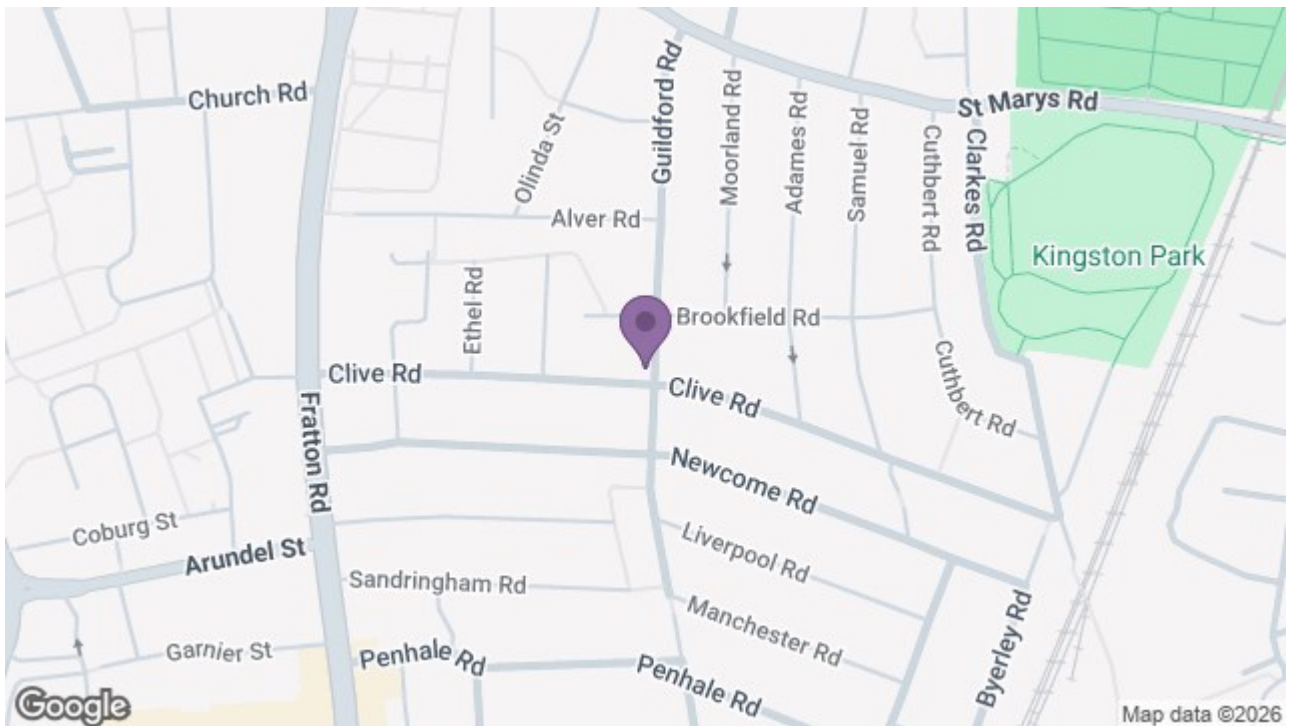 Church Rd
St Marys Rd
Guildford Rd
Moorland Rd
Adames Rd
Samuel Rd
Cuthbert Rd
Clarkes Rd
Olinda St
Alver Rd
Kingston Park
Ethel Rd
Brookfield Rd
Clive Rd
Clive Rd
Cuthbert Rd
Fratton Rd
Newcome Rd
Coburg St
Arundel St
Liverpool Rd
Sandringham Rd
Manchester Rd
Byerley Rd
Garnier St
Penhale Rd
Penhale Rd
Google
Map data ©2026